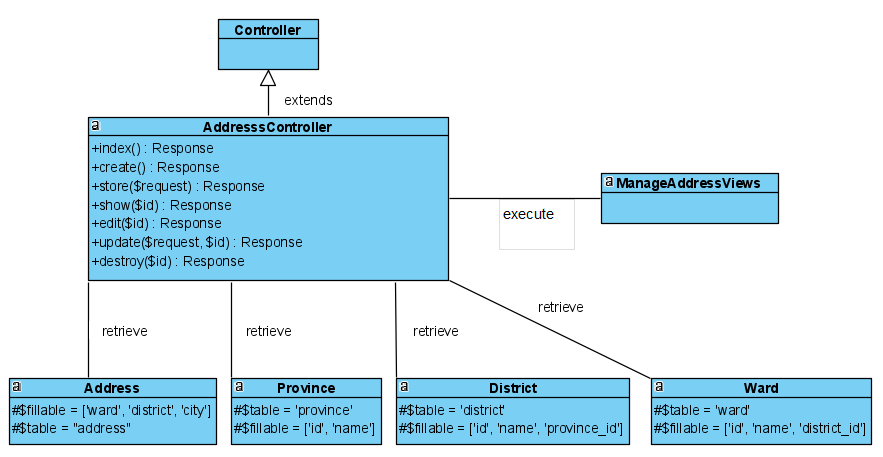 Controller
extends
a
AddresssController
+index() : Response
+create() : Response
+store($request) : Response
+show($id) : Response
+edit($id) : Response
+update($request, $id) : Response
+destroy($id) : Response
a
ManageAddressViews
execute
retrieve
retrieve
retrieve
retrieve
a
Address
#$fillable = ['ward', 'district', 'city']
#$table = "address"
a
Province
#$table = 'province'
#$fillable = ['id', 'name']
a
District
#$table = 'district'
#$fillable = ['id', 'name', 'province_id']
a
Ward
#$table = 'ward'
#$fillable = ['id', 'name', 'district_id']